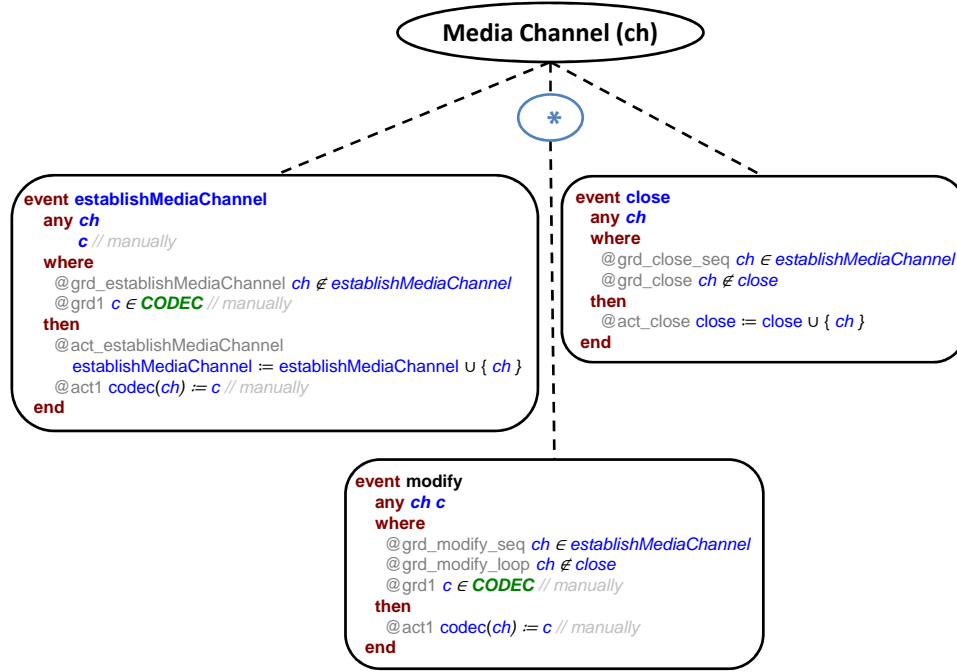 Media Channel (ch)
*
event establishMediaChannel
any ch
c // manually
where
@grd_establishMediaChannel ch ∉ establishMediaChannel
@grd1 c ∈ CODEC // manually
then
@act_establishMediaChannel
establishMediaChannel ≔ establishMediaChannel ∪ { ch }
@act1 codec(ch) ≔ c // manually
end
event close
any ch
where
@grd_close_seq ch ∈ establishMediaChannel
@grd_close ch ∉ close
then
@act_close close ≔ close ∪ { ch }
end
event modify
any ch c
where
@grd_modify_seq ch ∈ establishMediaChannel
@grd_modify_loop ch ∉ close
@grd1 c ∈ CODEC // manually
then
@act1 codec(ch) ≔ c // manually
end